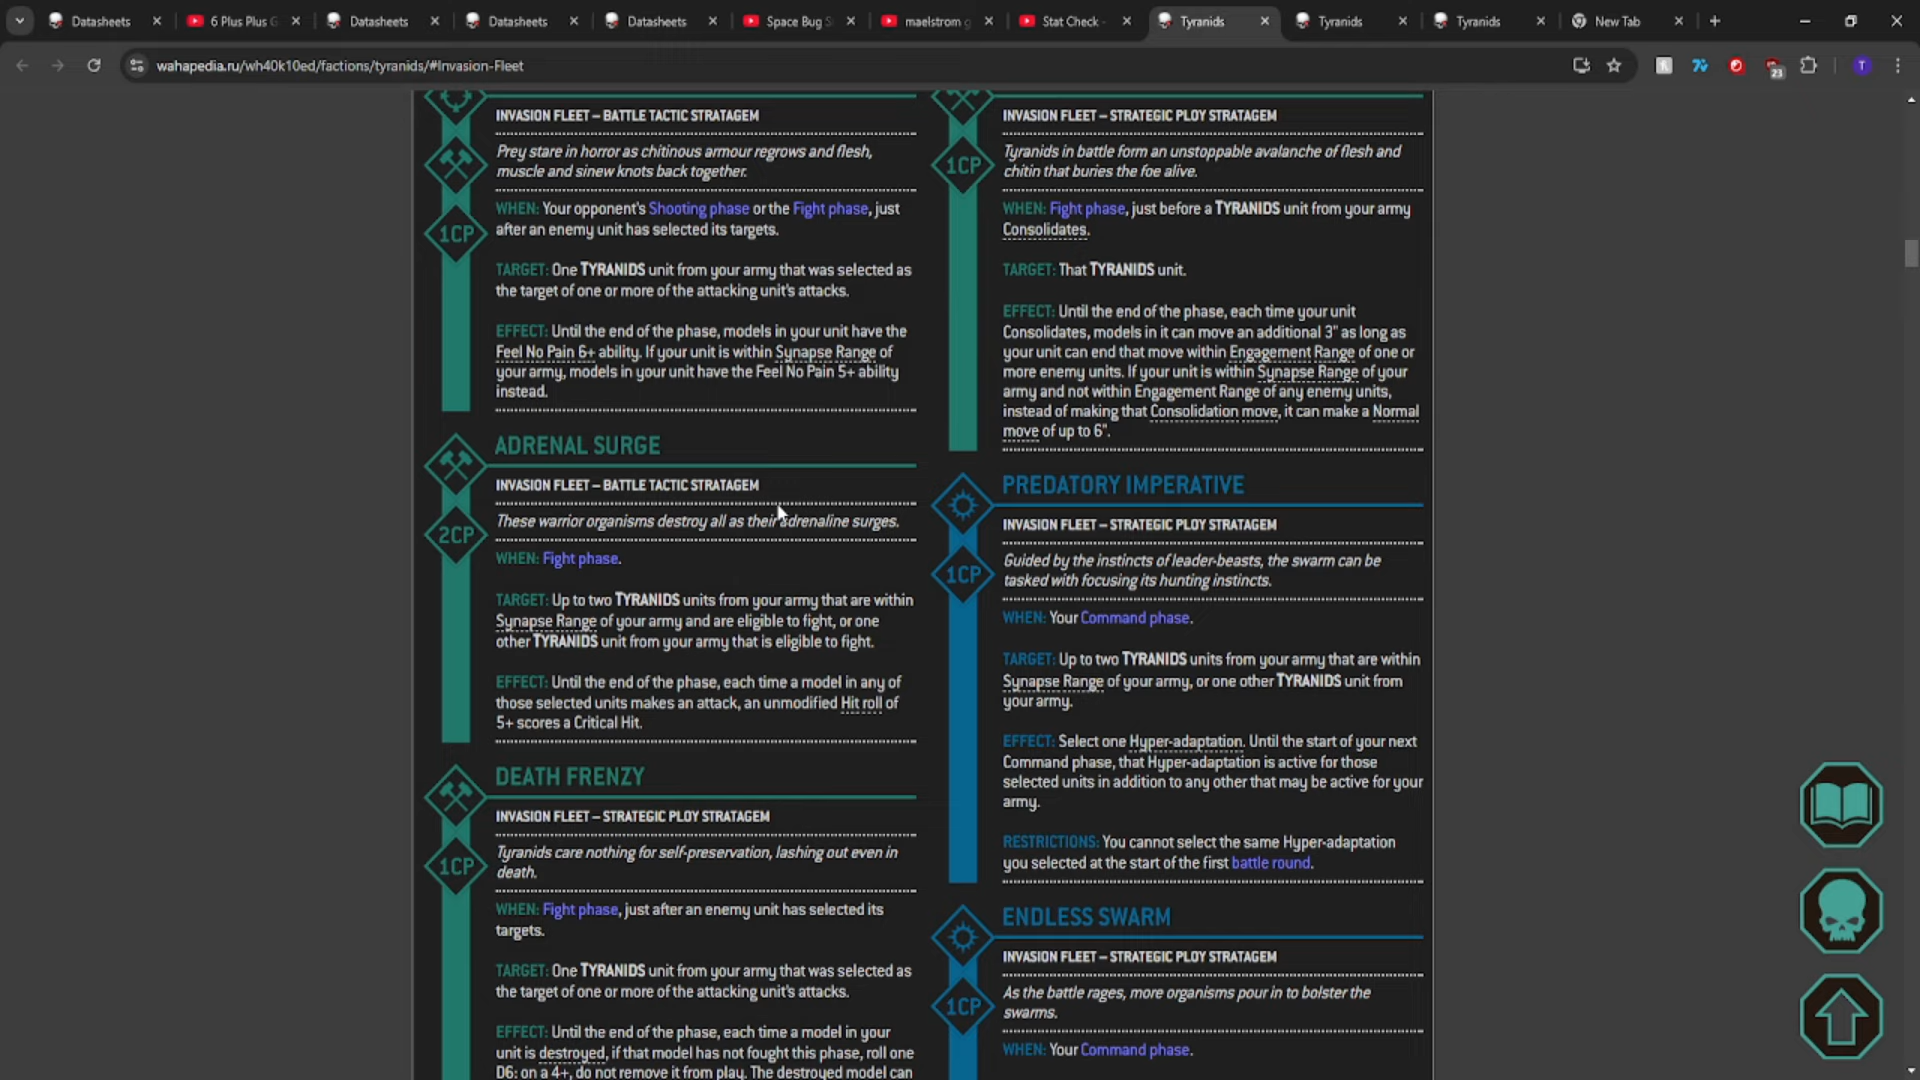 Datasheets
6 Plus Plus G
Datasheets
Datasheets
Datasheets
Space Bug S
maelstrom g
Stat Check -
Tyranids
Tyranids
Tyranids
New Tab
wahapedia.ru/wh40k10ed/factions/tyranids/#Invasion-Fleet
23
T
INVASION FLEET – BATTLE TACTIC STRATAGEM
Prey stare in horror as chitinous armour regrows and flesh,
muscle and sinew knots back together.
1CP
WHEN: Your opponent's Shooting phase or the Fight phase, just
after an enemy unit has selected its targets.
TARGET: One TYRANIDS unit from your army that was selected as
the target of one or more of the attacking unit's attacks.
EFFECT: Until the end of the phase, models in your unit have the
Feel No Pain 6+ ability. If your unit is within Synapse Range of
your army, models in your unit have the Feel No Pain 5+ ability
instead.
ADRENAL SURGE
INVASION FLEET – BATTLE TACTIC STRATAGEM
2CP
These warrior organisms destroy all as their adrenaline surges.
WHEN: Fight phase.
TARGET: Up to two TYRANIDS units from your army that are within
Synapse Range of your army and are eligible to fight, or one
other TYRANIDS unit from your army that is eligible to fight.
EFFECT: Until the end of the phase, each time a model in any of
those selected units makes an attack, an unmodified Hit roll of
5+ scores a Critical Hit.
DEATH FRENZY
INVASION FLEET – STRATEGIC PLOY STRATAGEM
1CP
Tyranids care nothing for self-preservation, lashing out even in
death.
WHEN: Fight phase, just after an enemy unit has selected its
targets.
TARGET: One TYRANIDS unit from your army that was selected as
the target of one or more of the attacking unit's attacks.
EFFECT: Until the end of the phase, each time a model in your
unit is destroyed, if that model has not fought this phase, roll one
D6: on a 4+, do not remove it from play. The destroyed model can
INVASION FLEET – STRATEGIC PLOY STRATAGEM
1CP
Tyranids in battle form an unstoppable avalanche of flesh and
chitin that buries the foe alive.
WHEN: Fight phase, just before a TYRANIDS unit from your army
Consolidates.
TARGET: That TYRANIDS unit.
EFFECT: Until the end of the phase, each time your unit
Consolidates, models in it can move an additional 3" as long as
your unit can end that move within Engagement Range of one or
more enemy units. If your unit is within Synapse Range of your
army and not within Engagement Range of any enemy units,
instead of making that Consolidation move, it can make a Normal
move of up to 6".
PREDATORY IMPERATIVE
INVASION FLEET – STRATEGIC PLOY STRATAGEM
1CP
Guided by the instincts of leader-beasts, the swarm can be
tasked with focusing its hunting instincts.
WHEN: Your Command phase.
TARGET: Up to two TYRANIDS units from your army that are within
Synapse Range of your army, or one other TYRANIDS unit from
your army.
EFFECT: Select one Hyper-adaptation. Until the start of your next
Command phase, that Hyper-adaptation is active for those
selected units in addition to any other that may be active for your
army.
RESTRICTIONS: You cannot select the same Hyper-adaptation
you selected at the start of the first battle round.
ENDLESS SWARM
INVASION FLEET – STRATEGIC PLOY STRATAGEM
1CP
As the battle rages, more organisms pour in to bolster the
swarms.
WHEN: Your Command phase.